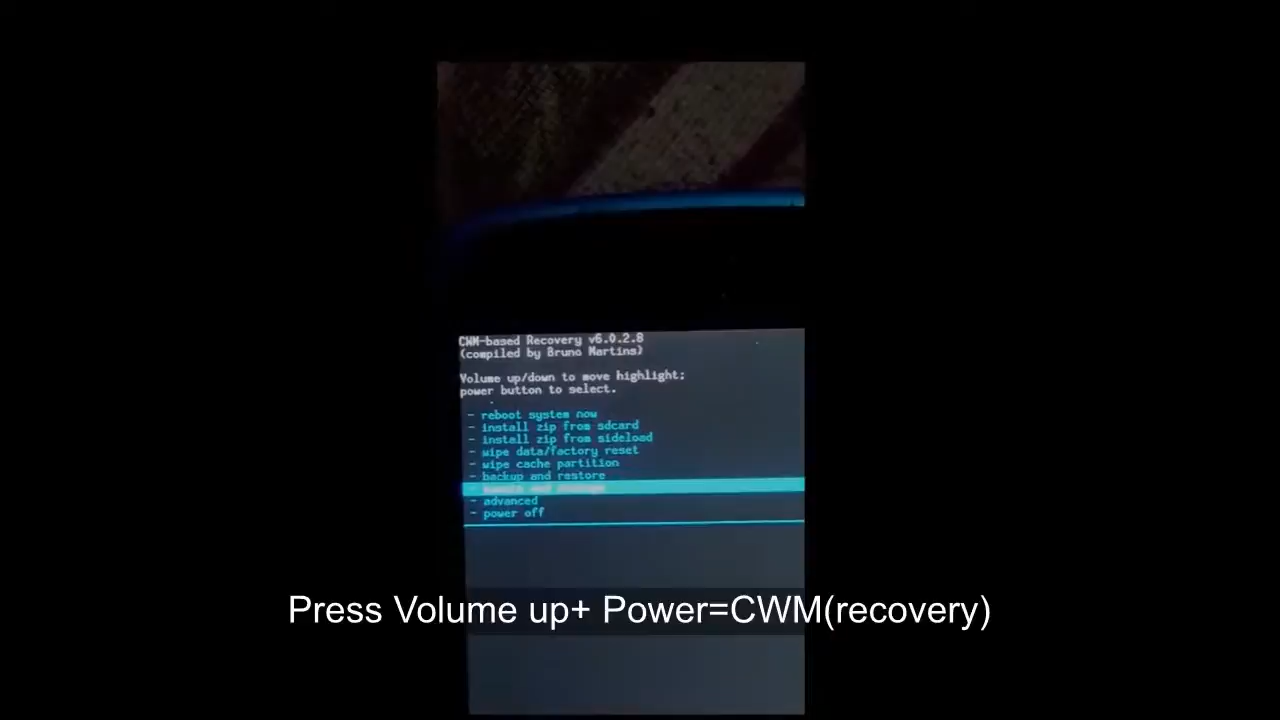 CWM-based Recovery v6.0.2.8
(compiled by Bruno Martins)
Volume up/down to move highlight;
power button to select.
- reboot system now
- install zip from sdcard
- install zip from sideload
- wipe data/factory reset
- wipe cache partition
- backup and restore
- advanced
- power off
Press Volume up+ Power=CWM(recovery)